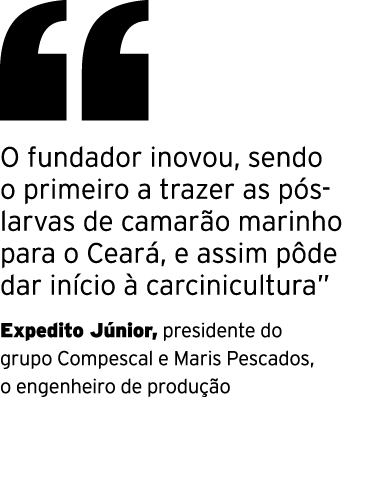 “
O fundador inovou, sendo
o primeiro a trazer as pós-
larvas de camarão marinho
para o Ceará, e assim pôde
dar início à carcinicultura”
Expedito Júnior, presidente do
grupo Compescal e Maris Pescados,
o engenheiro de produção